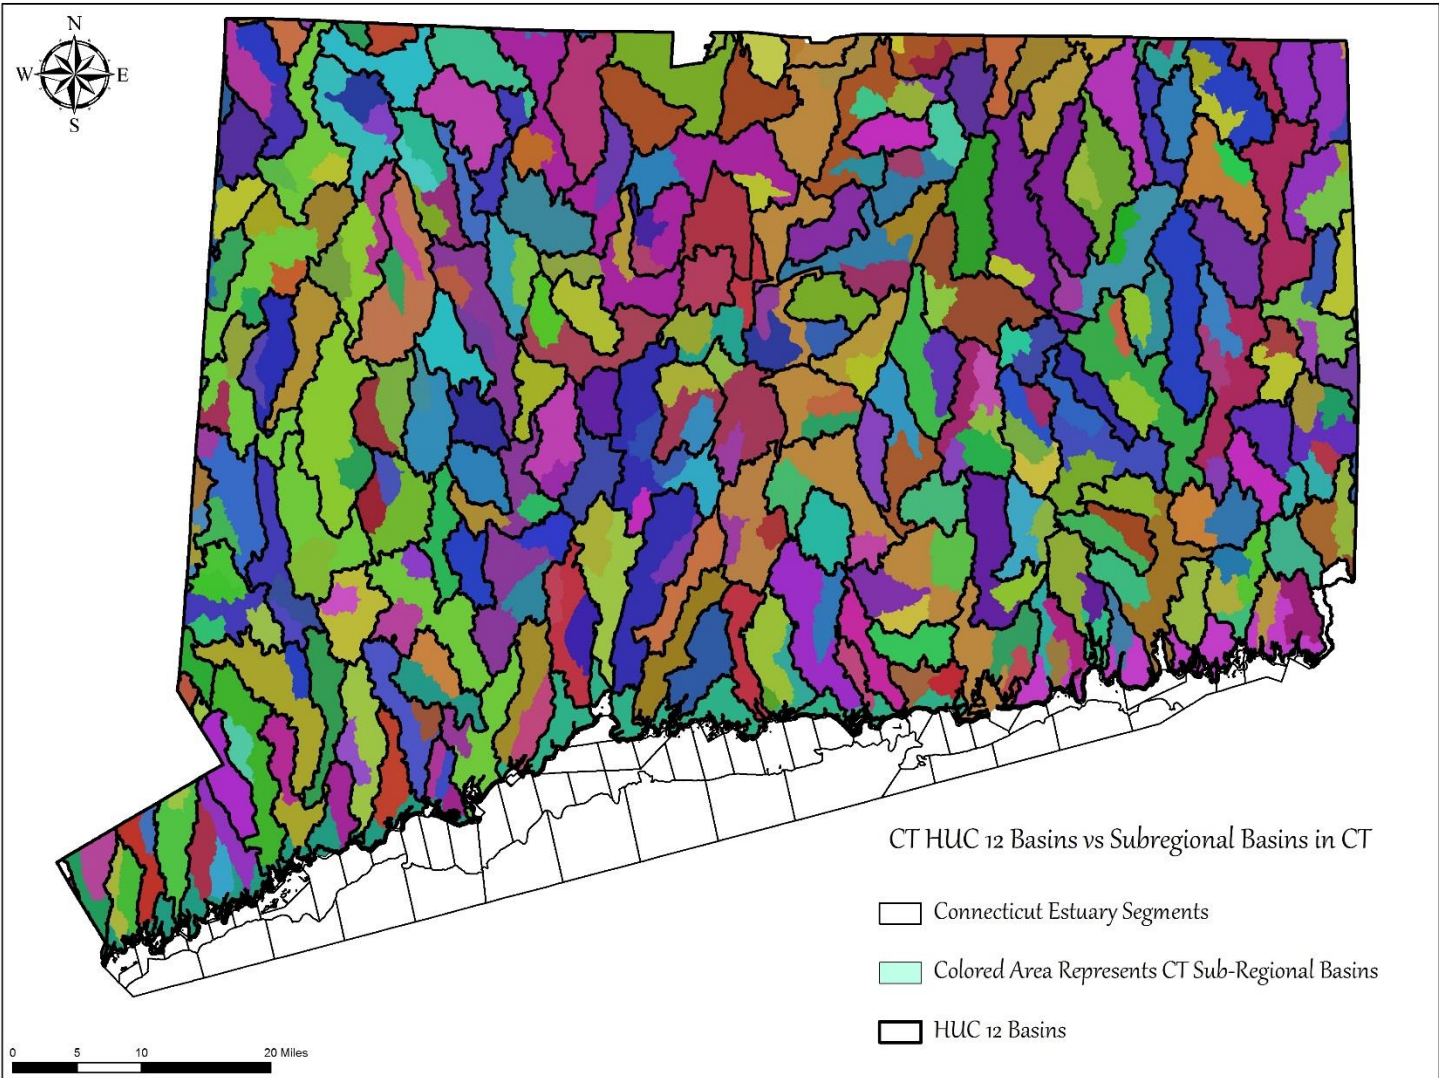 N
W E
S
CT HUC 12 Basins vs Subregional Basins in CT
Connecticut Estuary Segments
Colored Area Represents CT Sub-Regional Basins
HUC 12 Basins
0 5 10 20 Miles